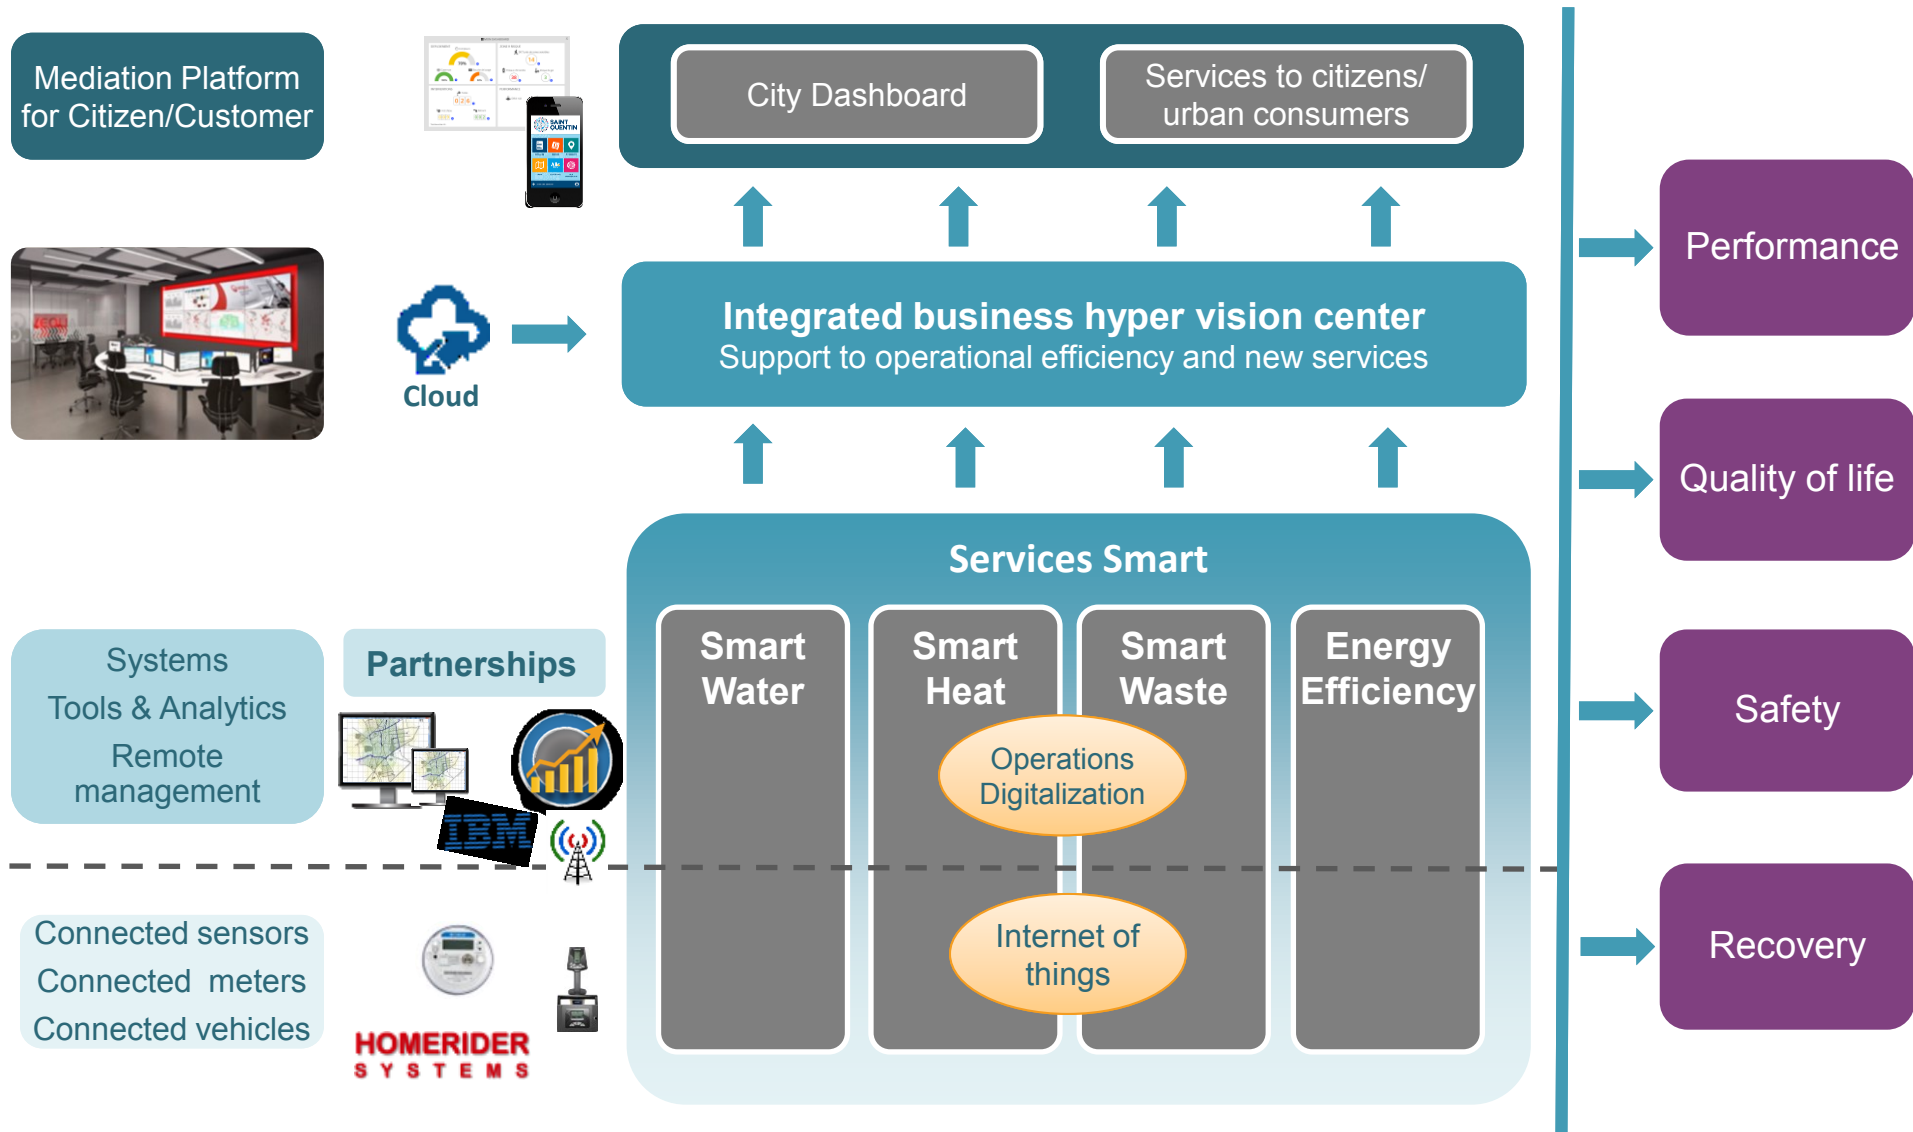 Mediation Platform
for Citizen/Customer
SAINT
QUENTIN
City Dashboard
Services to citizens/
urban consumers
Cloud
Integrated business hyper vision center
Support to operational efficiency and new services
Performance
Quality of life
Safety
Recovery
Services Smart
Smart
Water
Smart
Heat
Smart
Waste
Energy
Efficiency
Operations
Digitalization
Internet of
things
Systems
Tools & Analytics
Remote
management
Partnerships
IBM
Connected sensors
Connected meters
Connected vehicles
HOMERIDER
SYSTEMS